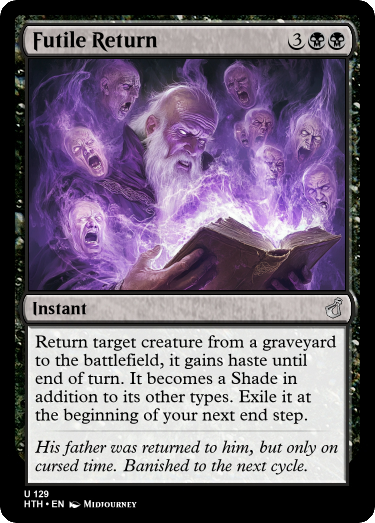 Futile Return 3
Instant
Return target creature from a graveyard
to the battlefield, it gains haste until
end of turn. It becomes a Shade in
addition to its other types. Exile it at
the beginning of your next end step.
His father was returned to him, but only on
cursed time. Banished to the next cycle.
U 129
HTH • EN Midjourney